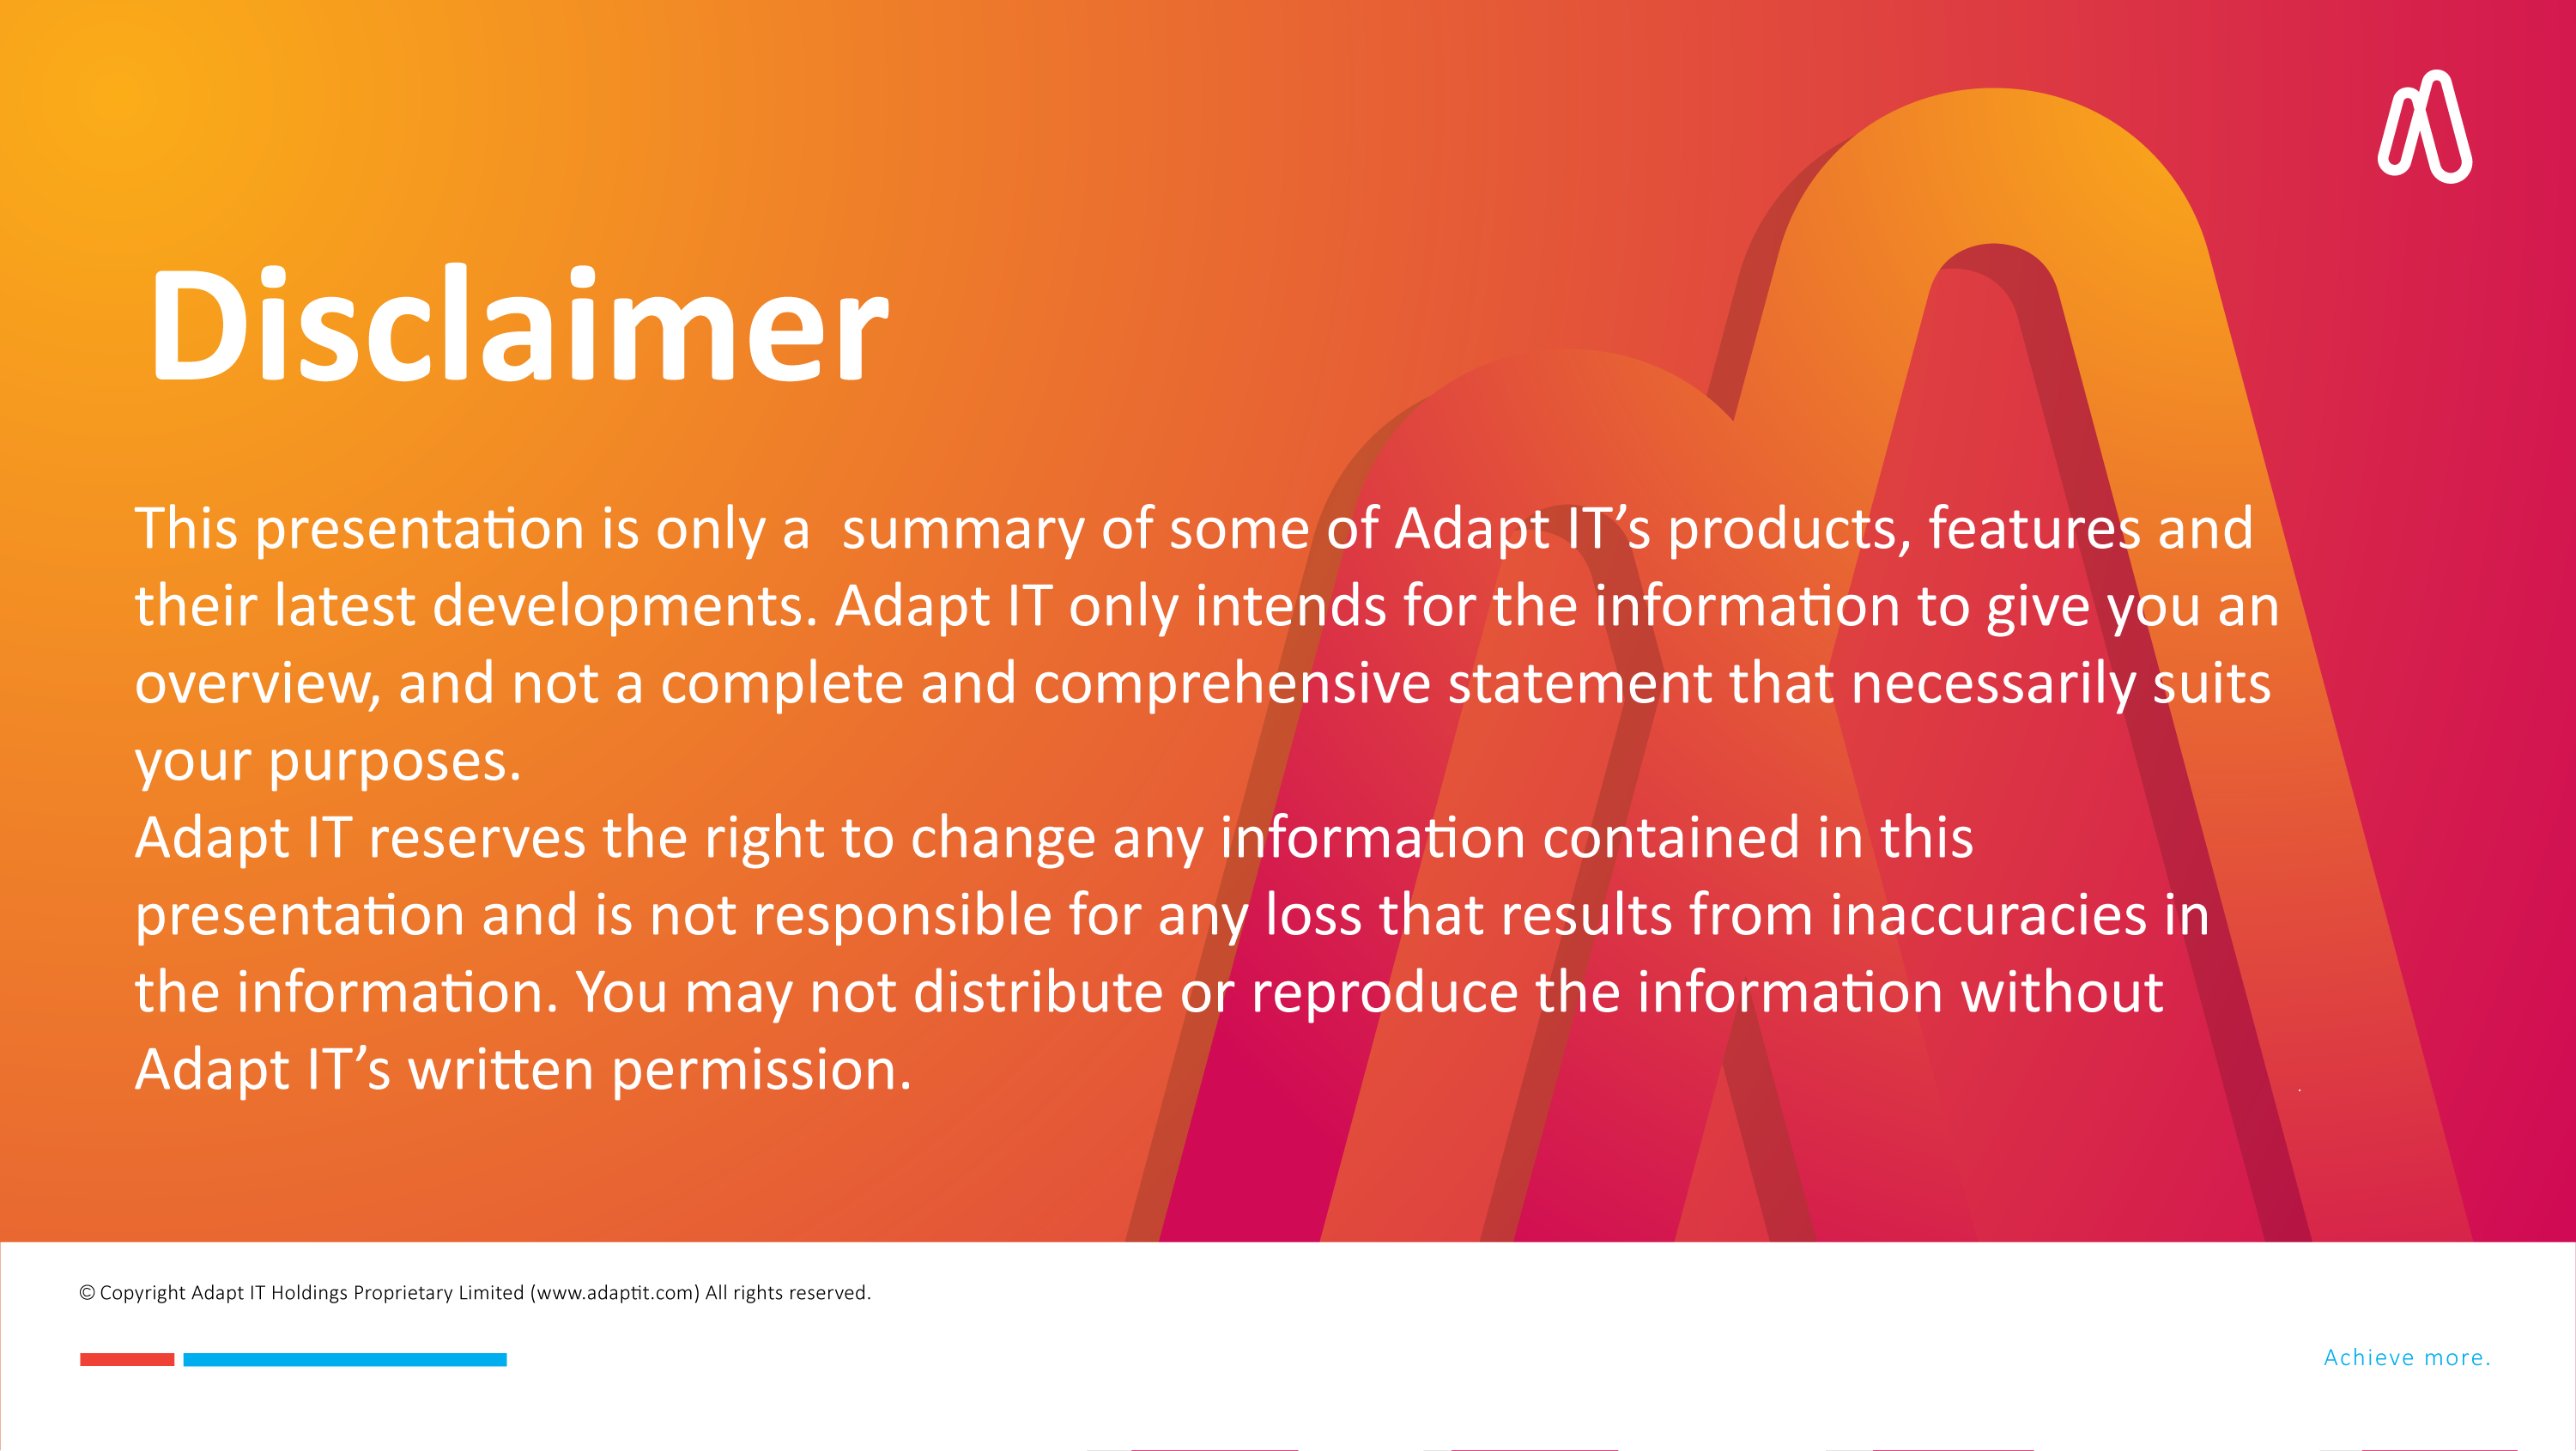 Disclaimer
This presentation is only a  summary of some of Adapt IT’s products, features and
their latest developments. Adapt IT only intends for the information to give you an
overview, and not a complete and comprehensive statement that necessarily suits
your purposes.
Adapt IT reserves the right to change any information contained in this
presentation and is not responsible for any loss that results from inaccuracies in
the information. You may not distribute or reproduce the information without
Adapt IT’s written permission.
.
© Copyright Adapt IT Holdings Proprietary Limited (www.adaptit.com) All rights reserved.
Achieve more.